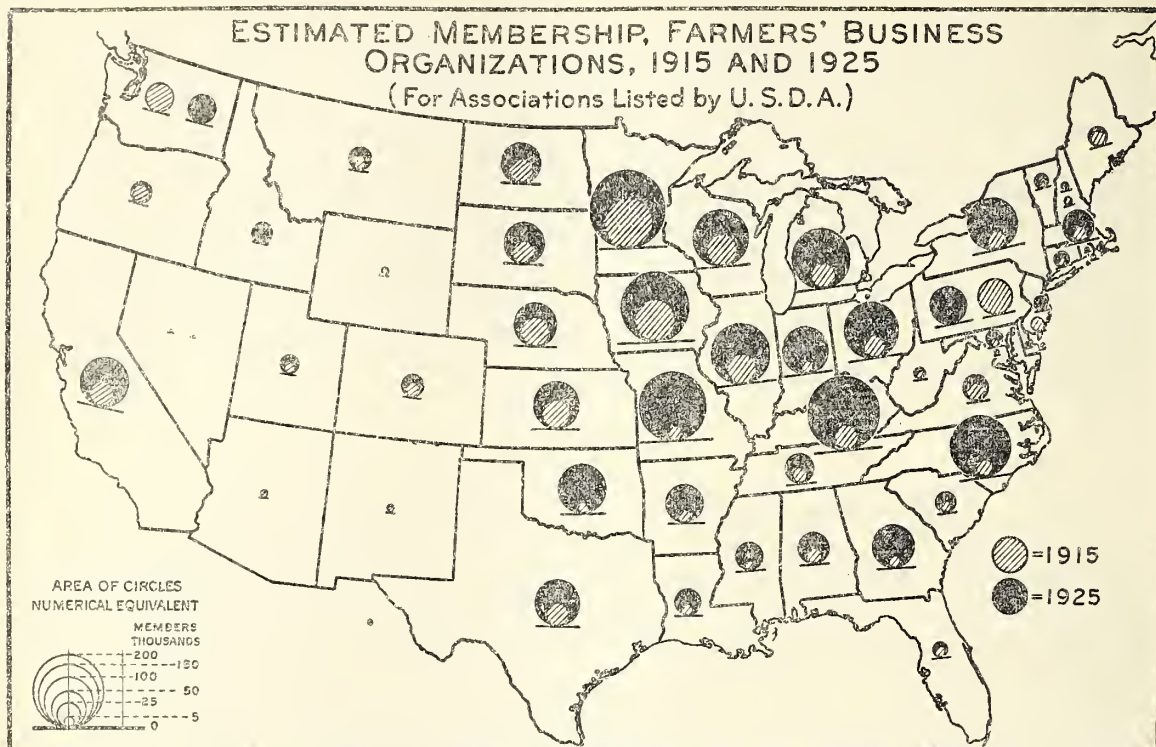 ESTIMATED MEMBERSHIP, FARMERS' BUSINESS
ORGANIZATIONS, 1915 AND 1925
(For Associations Listed by U.S.D.A.)
=1915
=1925
AREA OF CIRCLES
NUMERICAL EQUIVALENT
MEMBERS
THOUSANDS
200
150
100
50
25
5
0